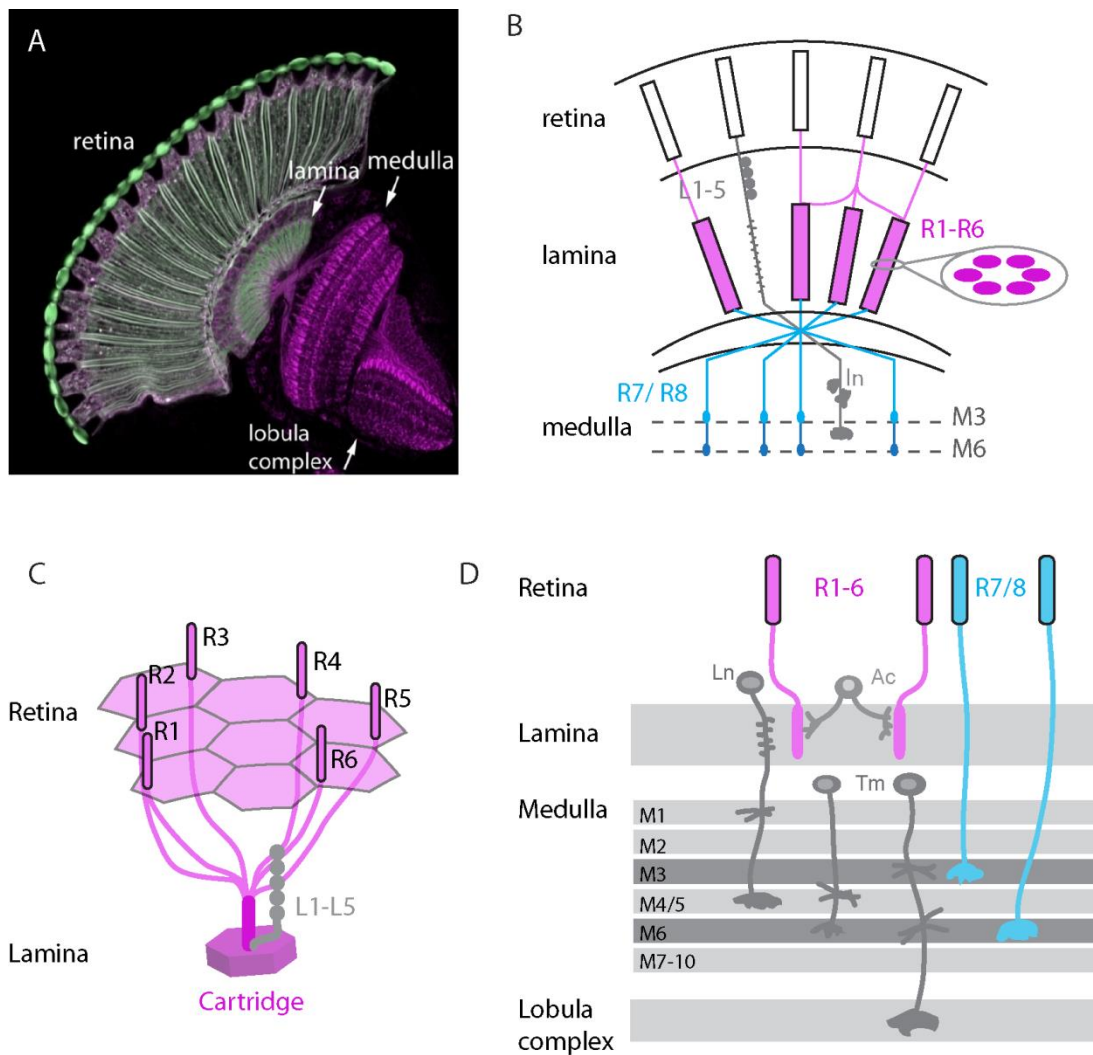 A
retina
lamina
medulla
lobula
complex
B
retina
L1-5
R1-R6
lamina
R7/ R8
ln
medulla
M3
M6
C
R3
R2
R4
R5
Retina
R1
R6
L1-L5
Lamina
Cartridge
D
Retina
R1-6
R7/8
Ln
Ac
Lamina
Tm
Medulla
M1
M2
M3
M4/5
M6
M7-10
Lobula
complex